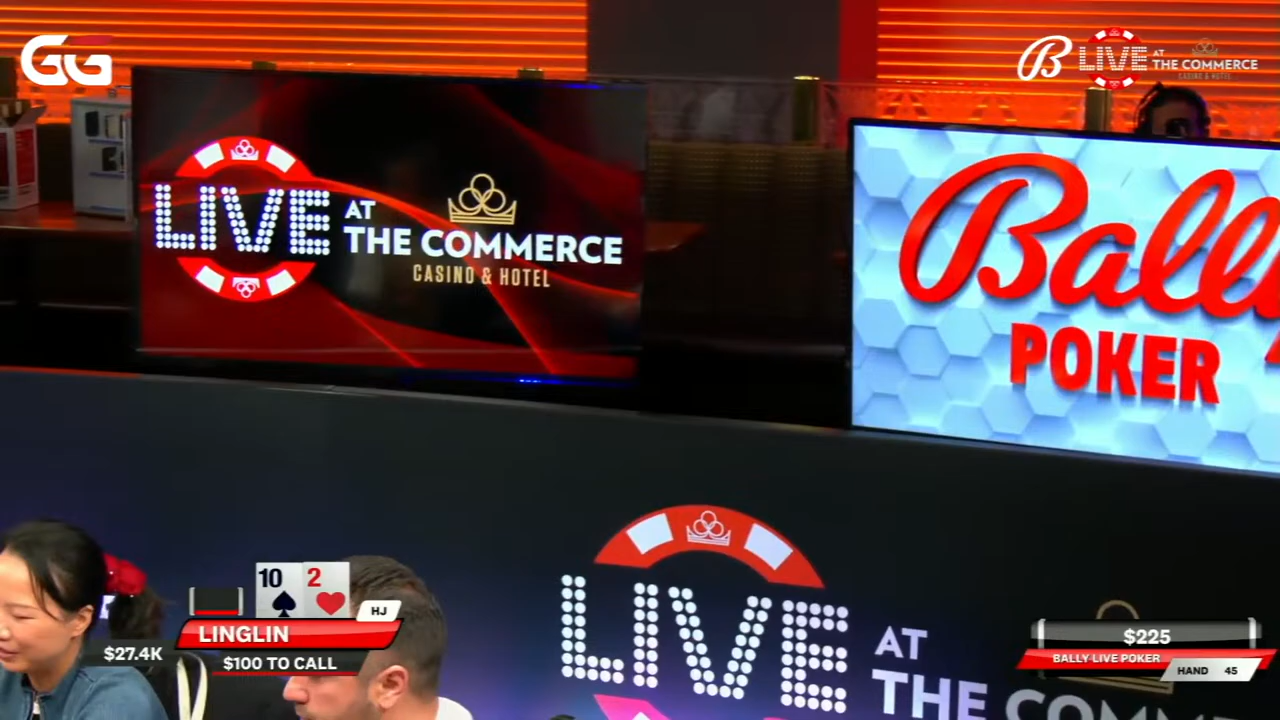 GG
B LIVE AT THE COMMERCE
CASINO & HOTEL
LIVE AT
THE COMMERCE
CASINO & HOTEL
Bally
POKER
10 2
HJ
LINGLIN
$27.4K
$100 TO CALL
LIVE AT
THE COMM
$225
BALLY LIVE POKER
HAND 45